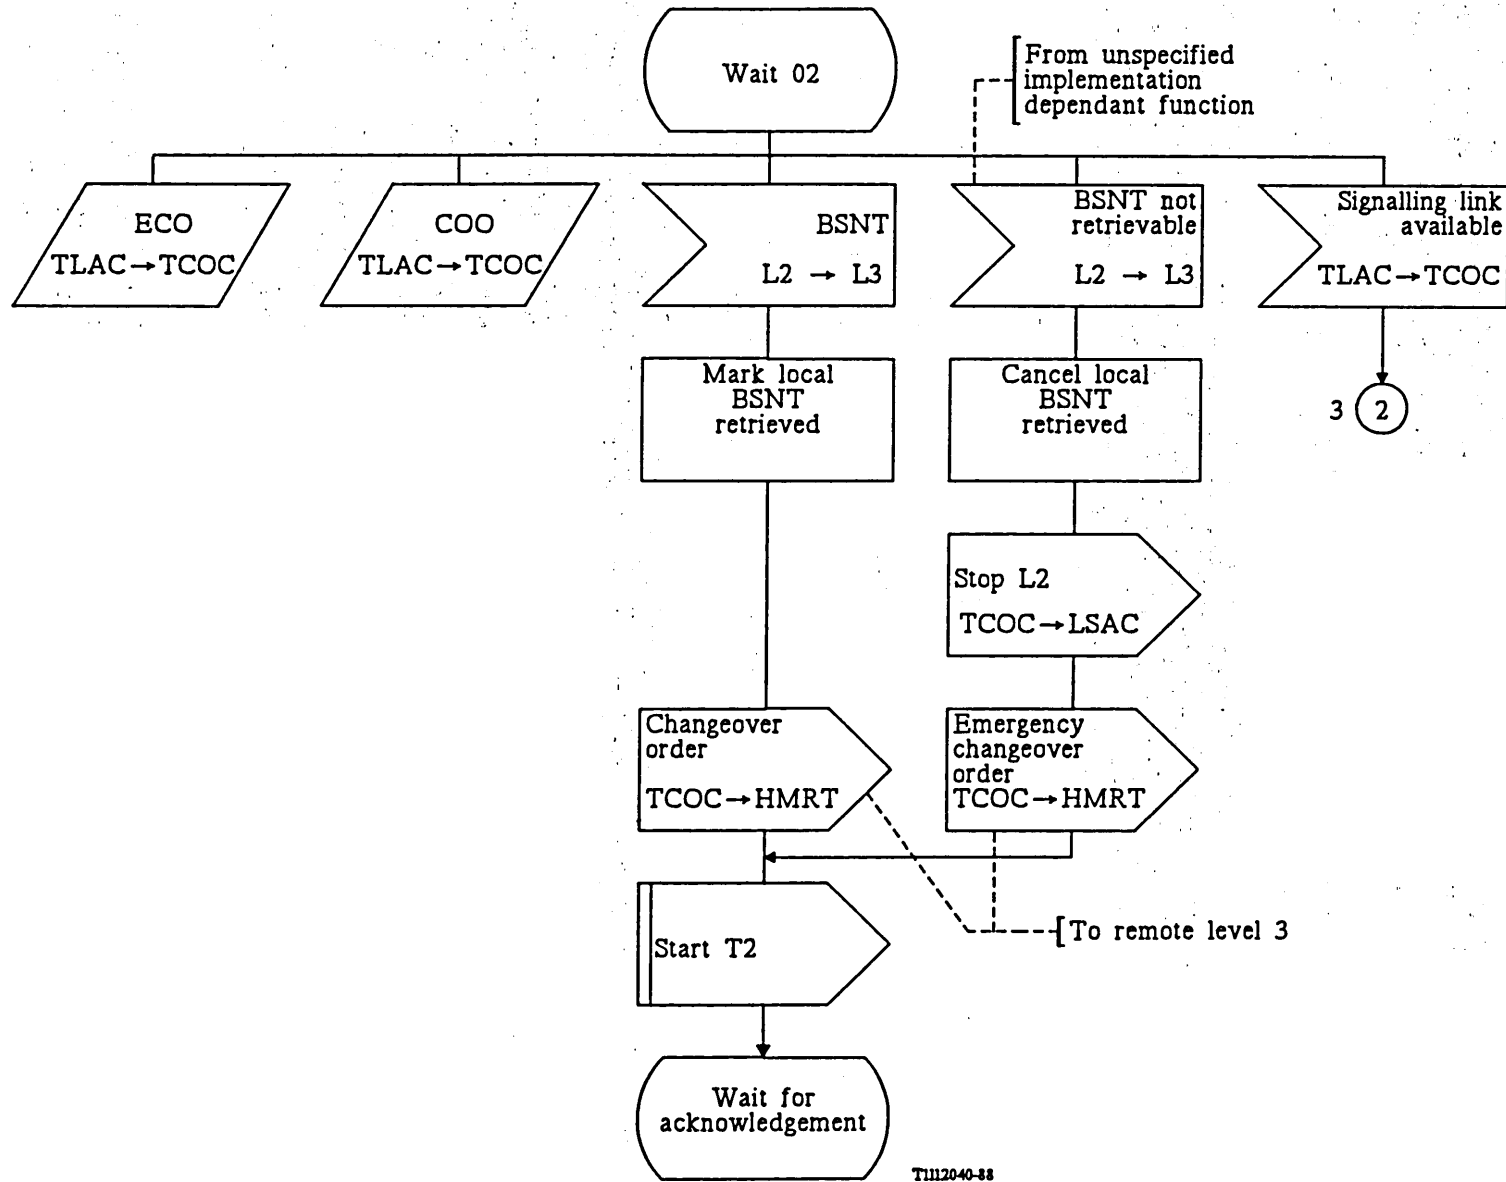 Wait 02
From unspecified
implementation
dependant function
ECO
TLAC→TCOC
COO
TLAC→TCOC
BSNT
L2 → L3
BSNT not
retrievable
L2 → L3
Signalling link
available
TLAC→TCOC
Mark local
BSNT
retrieved
Cancel local
BSNT
retrieved
3 2
Stop L2
TCOC→LSAC
Changeover
order
TCOC→HMRT
Emergency
changeover
order
TCOC→HMRT
Start T2
To remote level 3
Wait for
acknowledgement
T1112040-88